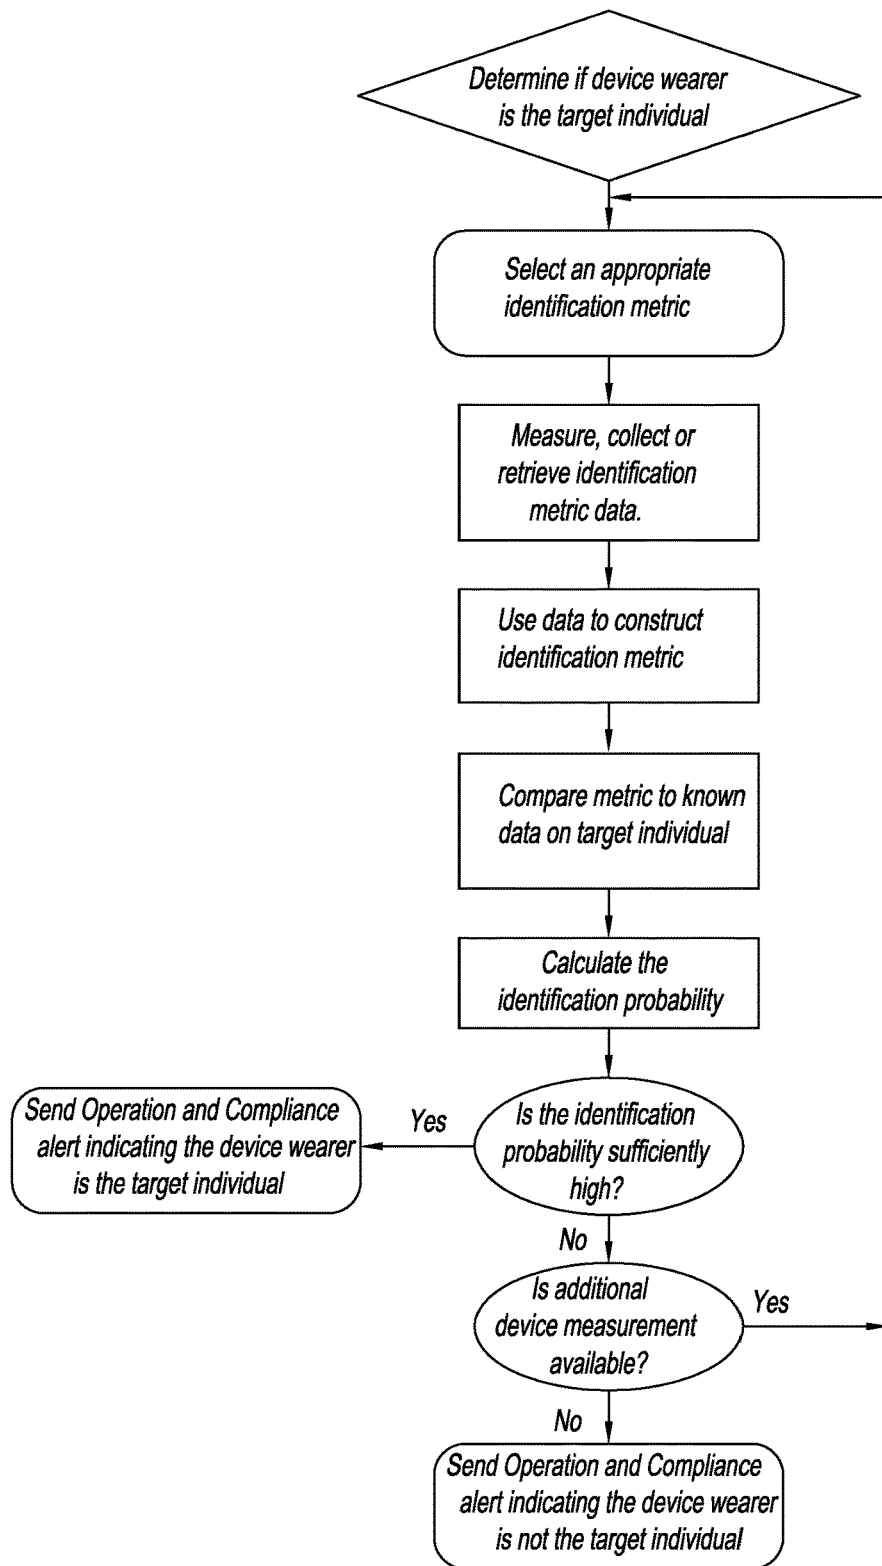 Determine if device wearer
is the target individual
Select an appropriate
identification metric
Measure, collect or
retrieve identification
metric data.
Use data to construct
identification metric
Compare metric to known
data on target individual
Calculate the
identification probability
Is the identification
probability sufficiently
high?
Yes
Send Operation and Compliance
alert indicating the device wearer
is the target individual
No
Is additional
device measurement
available?
Yes
No
Send Operation and Compliance
alert indicating the device wearer
is not the target individual